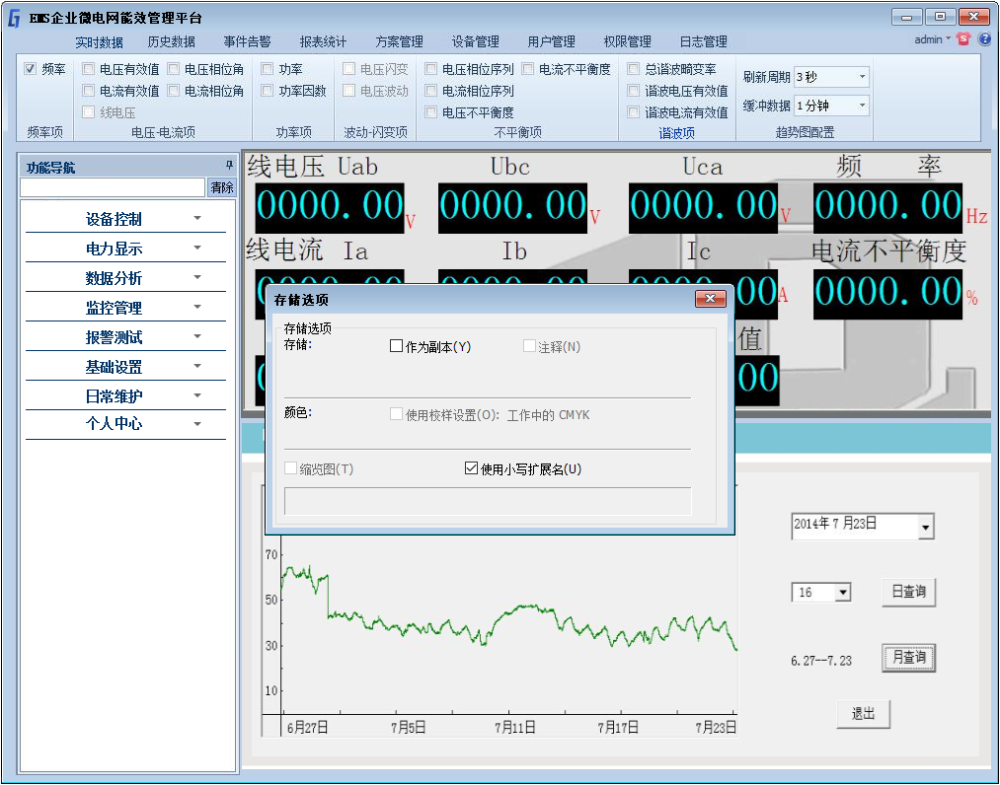 EMS企业微电网能效管理平台
实时数据 历史数据 事件告警 报表统计 方案管理 设备管理 用户管理 权限管理 日志管理 admin
频率 电压有效值 电压相位角 功率 电压闪变 电压相位序列 电流不平衡度 总谐波畸变率 刷新周期 3秒
电流有效值 电流相位角 功率因数 电压波动 电流相位序列 谐波电压有效值 缓冲数据 1分钟
线电压 电压不平衡度 谐波电流有效值
频率项 电压-电流项 功率项 波动-闪变项 不平衡项 谐波项 趋势图配置
功能导航
清除
设备控制
电力显示
数据分析
监控管理
报警测试
基础设置
日常维护
个人中心
线电压 Uab Ubc Uca 频 率
0000.00 V 0000.00 V 0000.00 V 0000.00 Hz
线电流 Ia Ib Ic 电流不平衡度
0000.00 A 0000.00 %
值
00
存储选项
存储选项
存储: 作为副本(Y) 注释(N)
颜色: 使用校样设置(O): 工作中的 CMYK
缩览图(T) 使用小写扩展名(U)
70
50
30
10
6月27日 7月5日 7月11日 7月17日 7月23日
2014年 7 月23日
16 日查询
6.27--7.23 月查询
退出